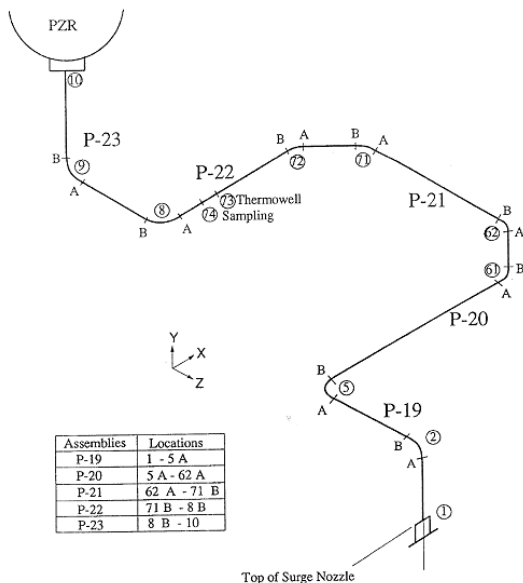 PZR
10
P-23
B
9
A
8
B
A
P-22
B
A
72
B
A
71
73 Thermowell
74 Sampling
P-21
B
62
A
61
B
A
P-20
B
5
A
P-19
B
2
A
1
Y
X
Z
Assemblies Locations
P-19 1 - 5 A
P-20 5 A - 62 A
P-21 62 A - 71 B
P-22 71 B - 8 B
P-23 8 B - 10
Top of Surge Nozzle